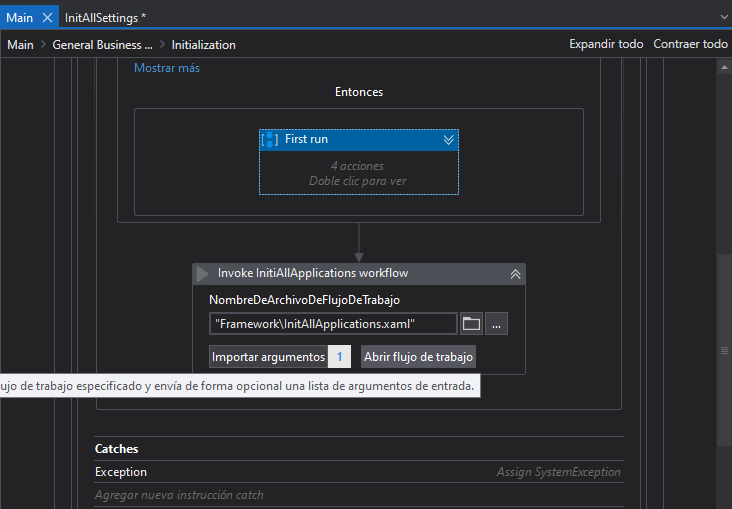 Main
InitAllSettings *
Main > General Business ... > Initialization
Expandir todo Contraer todo
Mostrar más
Entonces
First run
4 acciones
Doble clic para ver
Invoke InitiAllApplications workflow
NombreDeArchivoDeFlujoDeTrabajo
"Framework\InitAllApplications.xaml"
...
Importar argumentos 1
Abrir flujo de trabajo
ujo de trabajo especificado y envía de forma opcional una lista de argumentos de entrada.
Catches
Exception
Assign SystemException
Agregar nueva instrucción catch